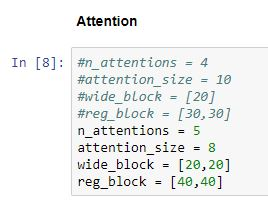 Attention
In [8]:
#n_attentions = 4
#attention_size = 10
#wide_block = [20]
#reg_block = [30,30]
n_attentions = 5
attention_size = 8
wide_block = [20,20]
reg_block = [40,40]